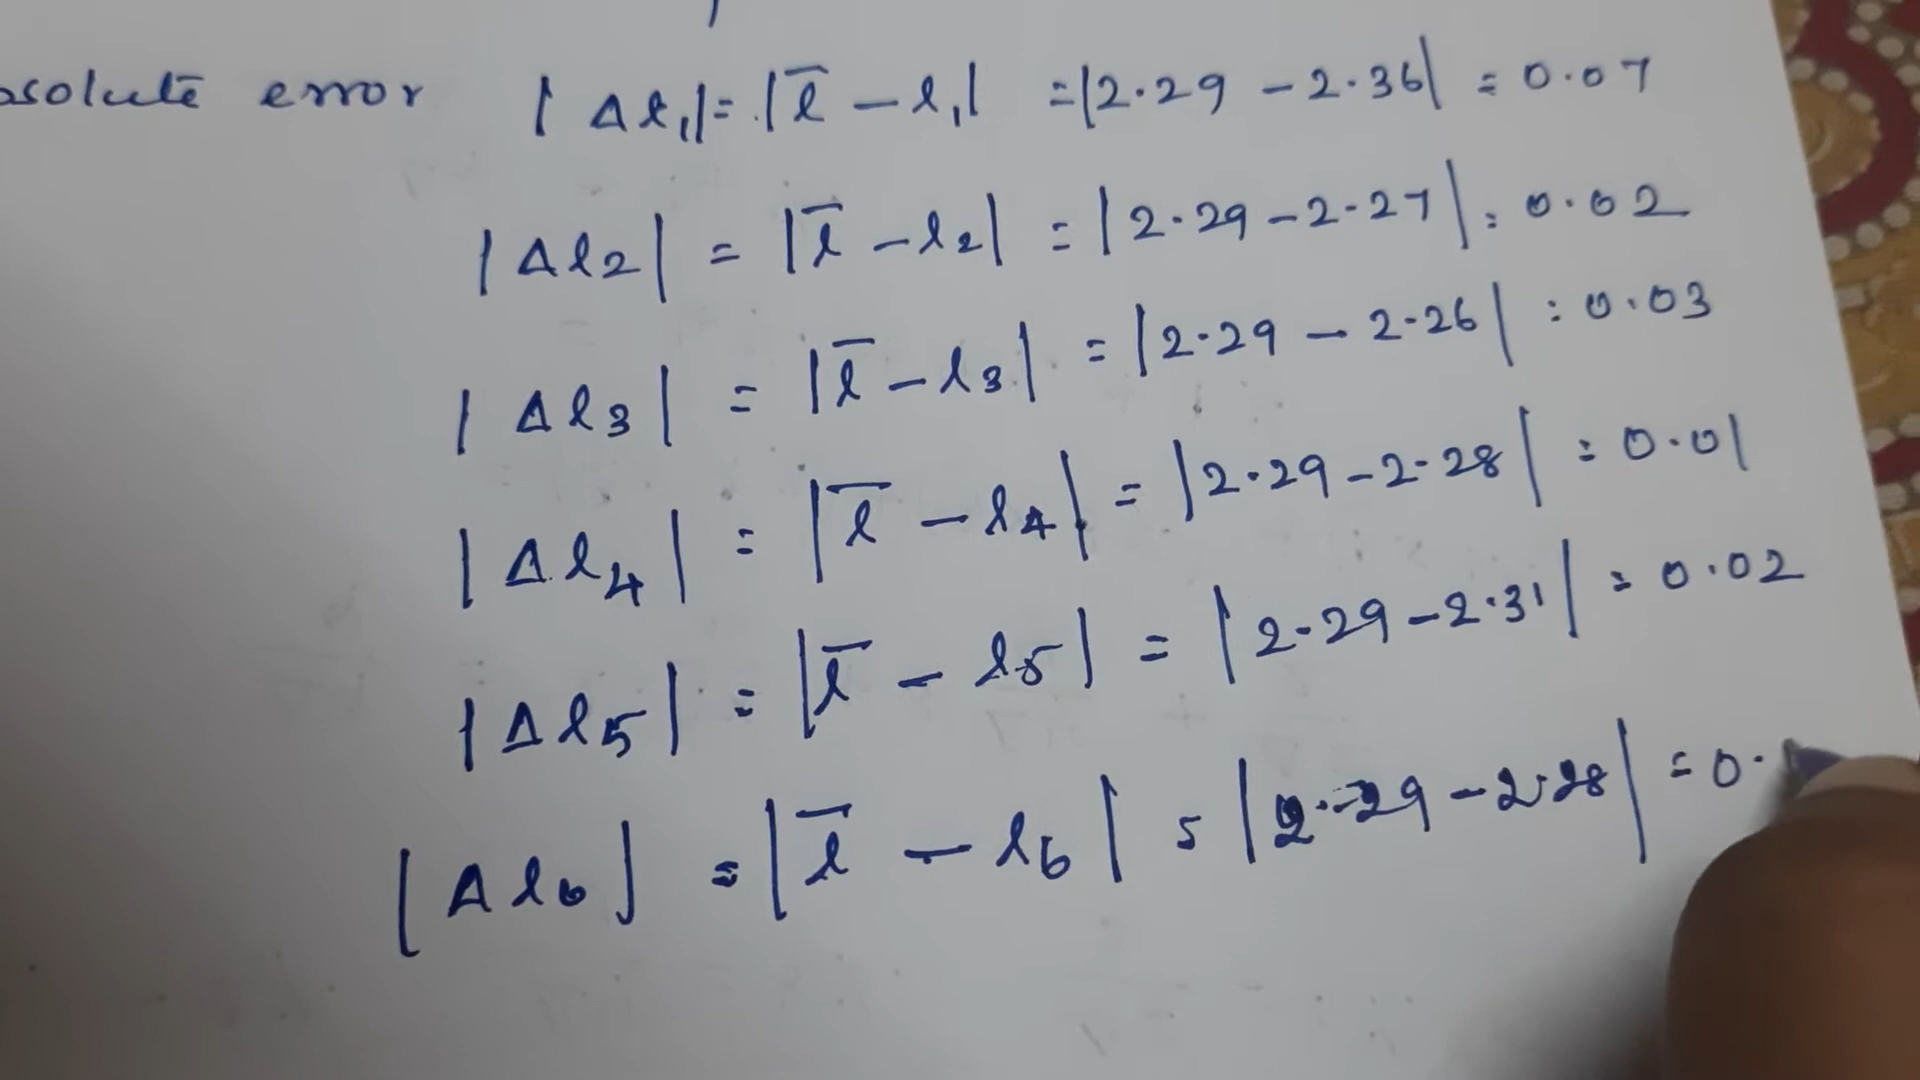 osolute error |Δl₁| = |l̅ - l₁| = |2.29 - 2.36| = 0.07
|Δl₂| = |l̅ - l₂| = |2.29 - 2.27| = 0.02
|Δl₃| = |l̅ - l₃| = |2.29 - 2.26| = 0.03
|Δl₄| = |l̅ - l₄| = |2.29 - 2.28| = 0.01
|Δl₅| = |l̅ - l₅| = |2.29 - 2.31| = 0.02
|Δl₆| = |l̅ - l₆| = |2.29 - 2.28| = 0.